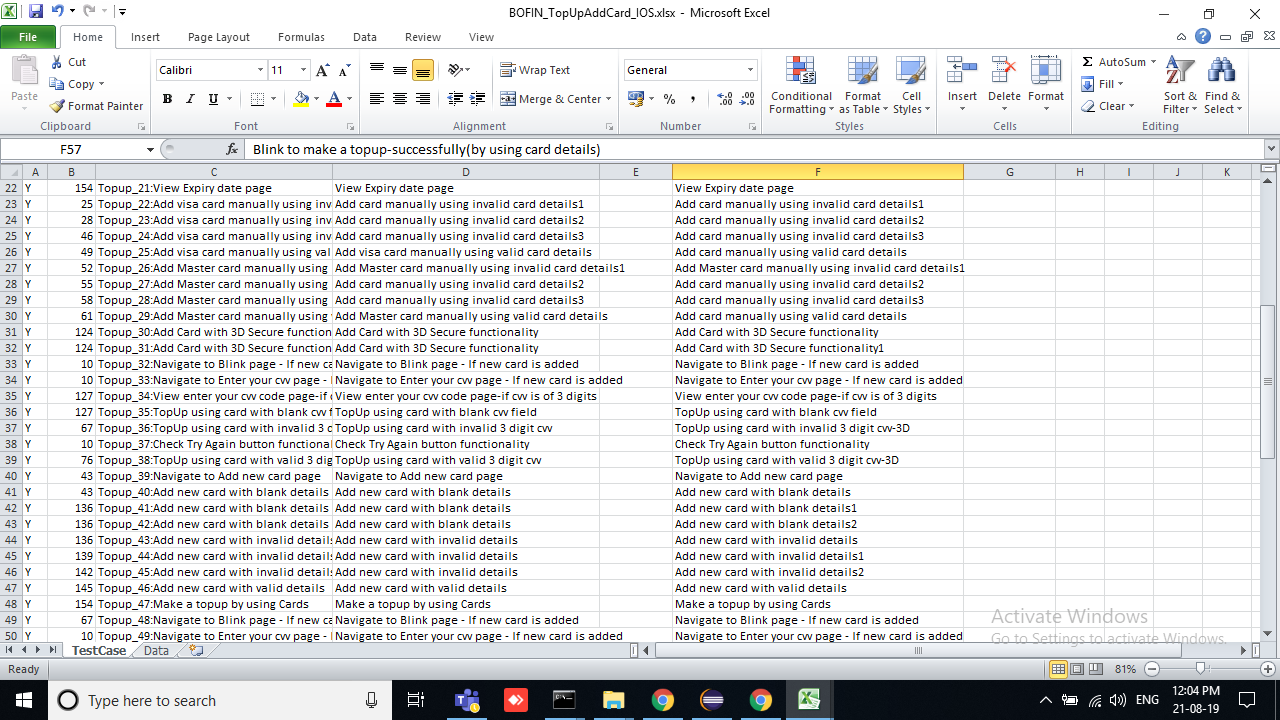 BOFIN_TopUpAddCard_IOS.xlsx - Microsoft Excel
File Home Insert Page Layout Formulas Data Review View
Paste Cut Copy Format Painter Clipboard
Calibri 11 B I U A A A Font
Wrap Text Merge & Center Alignment
General % , Number
Conditional Formatting Format as Table Cell Styles Styles
Insert Delete Format Cells
Σ AutoSum Fill Clear Sort & Filter Find & Select Editing
F57 fx Blink to make a topup-successfully(by using card details)
A B C D E F G H I J K
22 Y 154 Topup_21:View Expiry date page View Expiry date page View Expiry date page
23 Y 25 Topup_22:Add visa card manually using inv Add card manually using invalid card details1 Add card manually using invalid card details1
24 Y 28 Topup_23:Add visa card manually using inv Add card manually using invalid card details2 Add card manually using invalid card details2
25 Y 46 Topup_24:Add visa card manually using inv Add card manually using invalid card details3 Add card manually using invalid card details3
26 Y 49 Topup_25:Add visa card manually using val Add visa card manually using valid card details Add card manually using valid card details
27 Y 52 Topup_26:Add Master card manually using Add Master card manually using invalid card details1 Add Master card manually using invalid card details1
28 Y 55 Topup_27:Add Master card manually using Add card manually using invalid card details2 Add card manually using invalid card details2
29 Y 58 Topup_28:Add Master card manually using Add card manually using invalid card details3 Add card manually using invalid card details3
30 Y 61 Topup_29:Add Master card manually using Add Master card manually using valid card details Add card manually using valid card details
31 Y 124 Topup_30:Add Card with 3D Secure function Add Card with 3D Secure functionality Add Card with 3D Secure functionality
32 Y 124 Topup_31:Add Card with 3D Secure function Add Card with 3D Secure functionality Add Card with 3D Secure functionality1
33 Y 10 Topup_32:Navigate to Blink page - If new ca Navigate to Blink page - If new card is added Navigate to Blink page - If new card is added
34 Y 10 Topup_33:Navigate to Enter your cvv page - Navigate to Enter your cvv page - If new card is added Navigate to Enter your cvv page - If new card is added
35 Y 127 Topup_34:View enter your cvv code page-if c View enter your cvv code page-if cvv is of 3 digits View enter your cvv code page-if cvv is of 3 digits
36 Y 127 Topup_35:TopUp using card with blank cvv f TopUp using card with blank cvv field TopUp using card with blank cvv field
37 Y 67 Topup_36:TopUp using card with invalid 3 d TopUp using card with invalid 3 digit cvv TopUp using card with invalid 3 digit cvv-3D
38 Y 10 Topup_37:Check Try Again button functional Check Try Again button functionality Check Try Again button functionality
39 Y 76 Topup_38:TopUp using card with valid 3 dig TopUp using card with valid 3 digit cvv TopUp using card with valid 3 digit cvv-3D
40 Y 43 Topup_39:Navigate to Add new card page Navigate to Add new card page Navigate to Add new card page
41 Y 43 Topup_40:Add new card with blank details Add new card with blank details Add new card with blank details
42 Y 136 Topup_41:Add new card with blank details Add new card with blank details Add new card with blank details1
43 Y 136 Topup_42:Add new card with blank details Add new card with blank details Add new card with blank details2
44 Y 136 Topup_43:Add new card with invalid details Add new card with invalid details Add new card with invalid details
45 Y 139 Topup_44:Add new card with invalid details Add new card with invalid details Add new card with invalid details1
46 Y 142 Topup_45:Add new card with invalid details Add new card with invalid details Add new card with invalid details2
47 Y 145 Topup_46:Add new card with valid details Add new card with valid details Add new card with valid details
48 Y 154 Topup_47:Make a topup by using Cards Make a topup by using Cards Make a topup by using Cards
49 Y 67 Topup_48:Navigate to Blink page - If new ca Navigate to Blink page - If new card is added Navigate to Blink page - If new card is added
50 Y 10 Topup_49:Navigate to Enter your cvv page - Navigate to Enter your cvv page - If new card is added Navigate to Enter your cvv page - If new card is added
Activate Windows
Go to Settings to activate Windows.
TestCase Data
Ready 81%
Type here to search ENG 12:04 PM
21-08-19